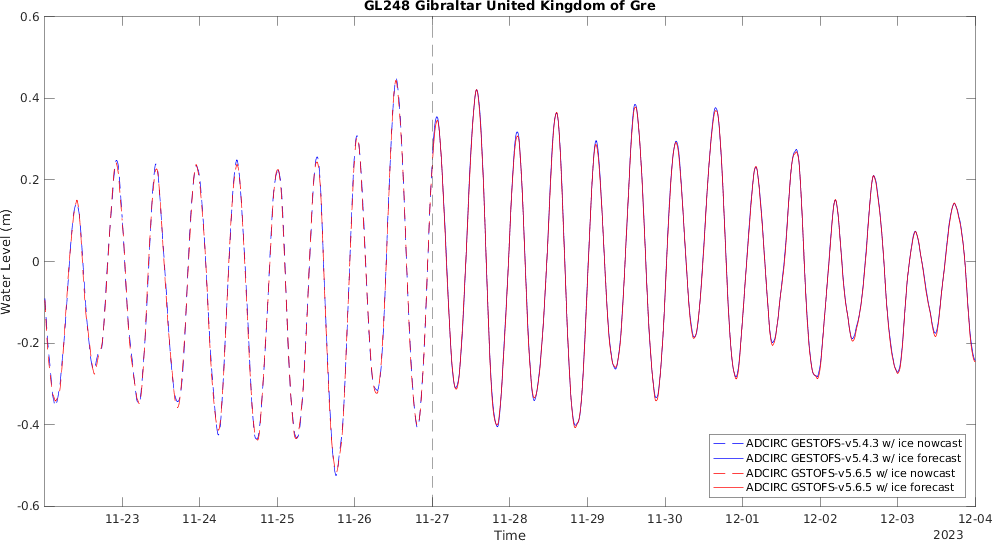 GL248 Gibraltar United Kingdom of Gre
0.6
0.4
0.2
0
-0.2
-0.4
-0.6
Water Level (m)
11-23
11-24
11-25
11-26
11-27
11-28
11-29
11-30
12-01
12-02
12-03
12-04
Time
2023
ADCIRC GESTOFS-v5.4.3 w/ ice nowcast
ADCIRC GESTOFS-v5.4.3 w/ ice forecast
ADCIRC GSTOFS-v5.6.5 w/ ice nowcast
ADCIRC GSTOFS-v5.6.5 w/ ice forecast